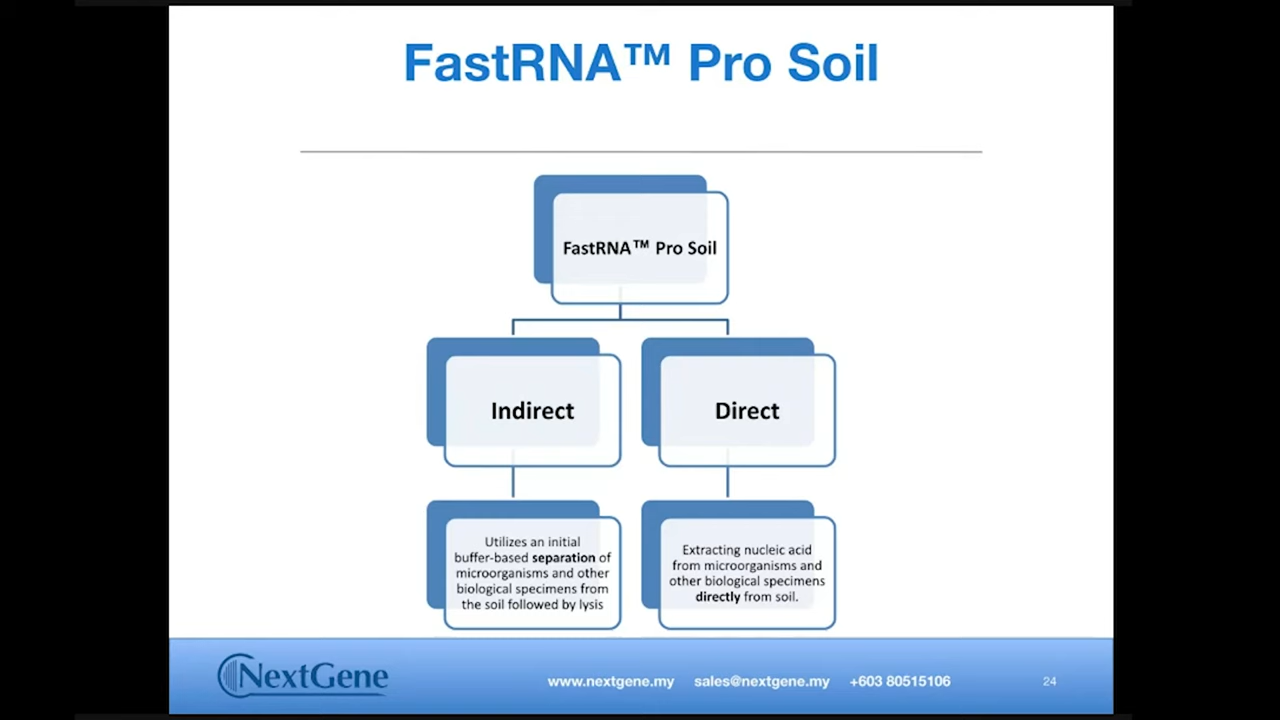 FastRNA™ Pro Soil
FastRNA™ Pro Soil
Indirect
Direct
Utilizes an initial
buffer-based separation of
microorganisms and other
biological specimens from
the soil followed by lysis
Extracting nucleic acid
from microorganisms and
other biological specimens
directly from soil.
NextGene
www.nextgene.my sales@nextgene.my +603 80515106
24